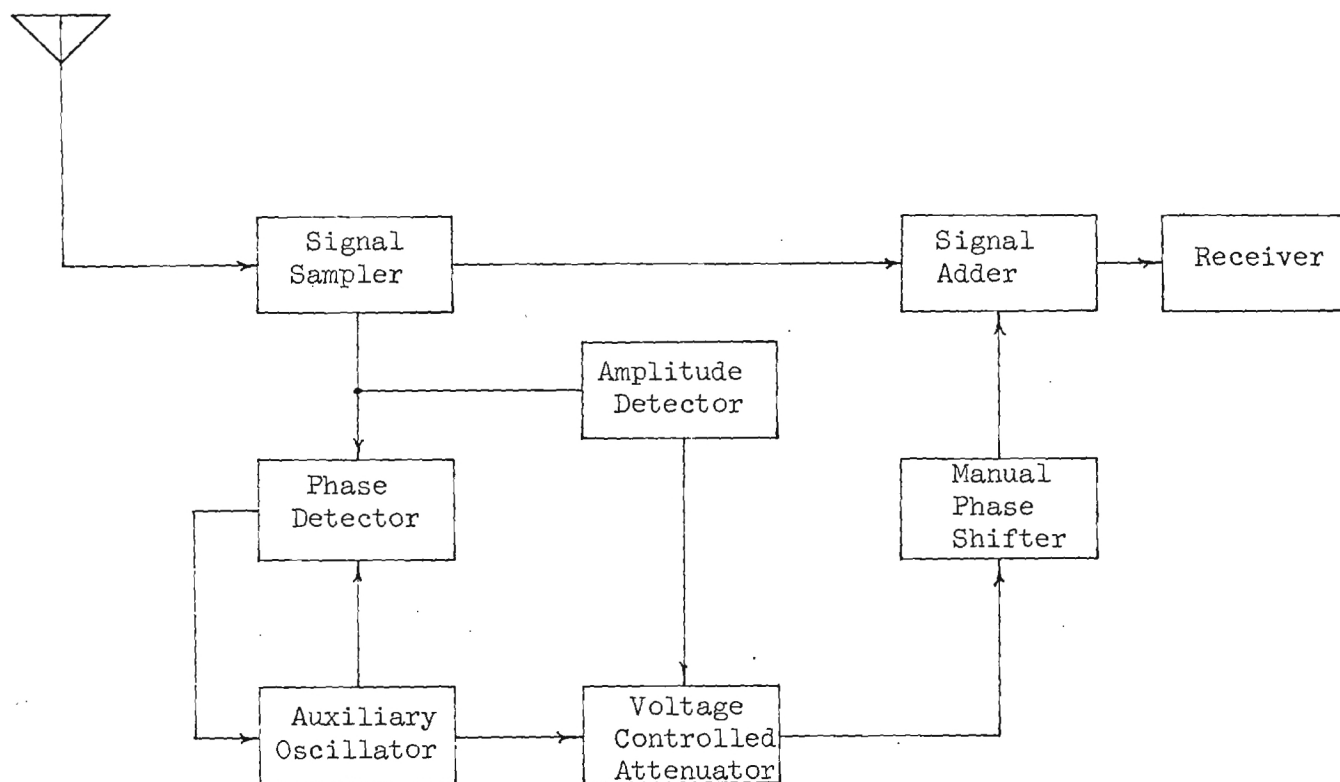 Signal
Sampler
Signal
Adder
Receiver
Amplitude
Detector
Phase
Detector
Manual
Phase
Shifter
Auxiliary
Oscillator
Voltage
Controlled
Attenuator